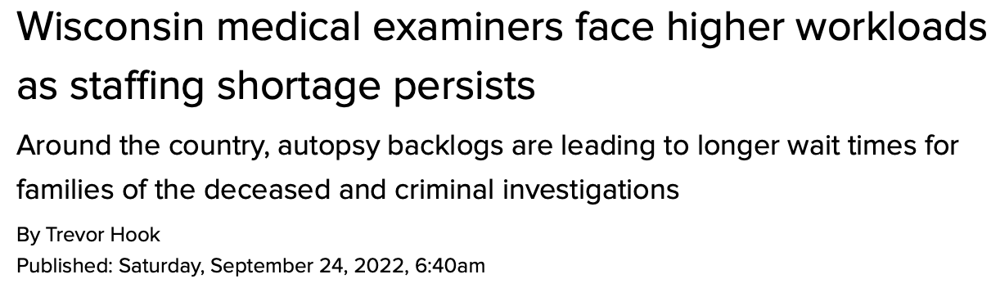 Wisconsin medical examiners face higher workloads
as staffing shortage persists
Around the country, autopsy backlogs are leading to longer wait times for
families of the deceased and criminal investigations
By Trevor Hook
Published: Saturday, September 24, 2022, 6:40am